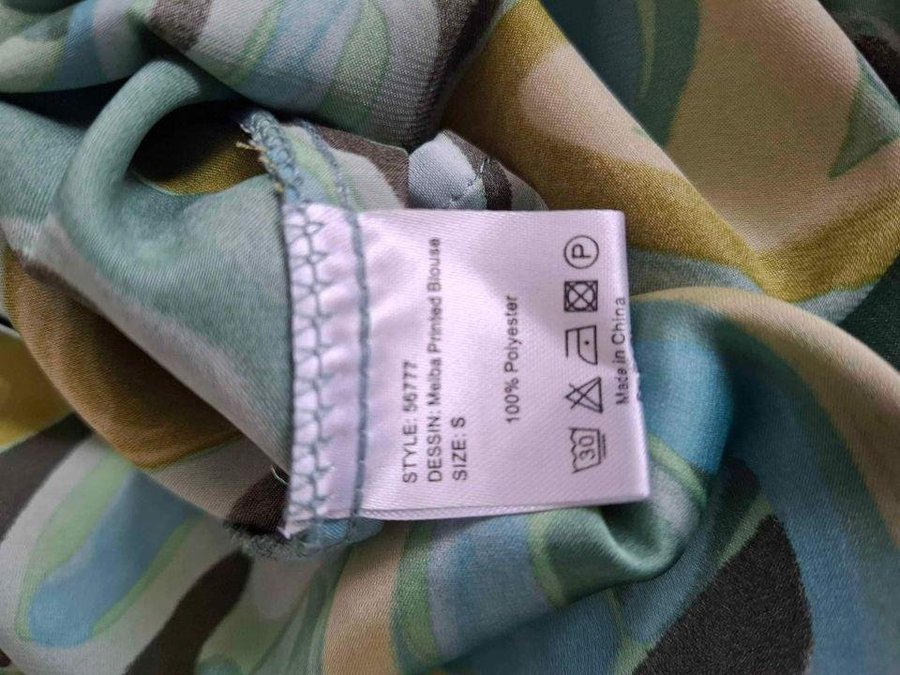 STYLE: 56777
DESSIN: Melba Printed Blouse
SIZE: S
100% Polyester
30
P
Made in China